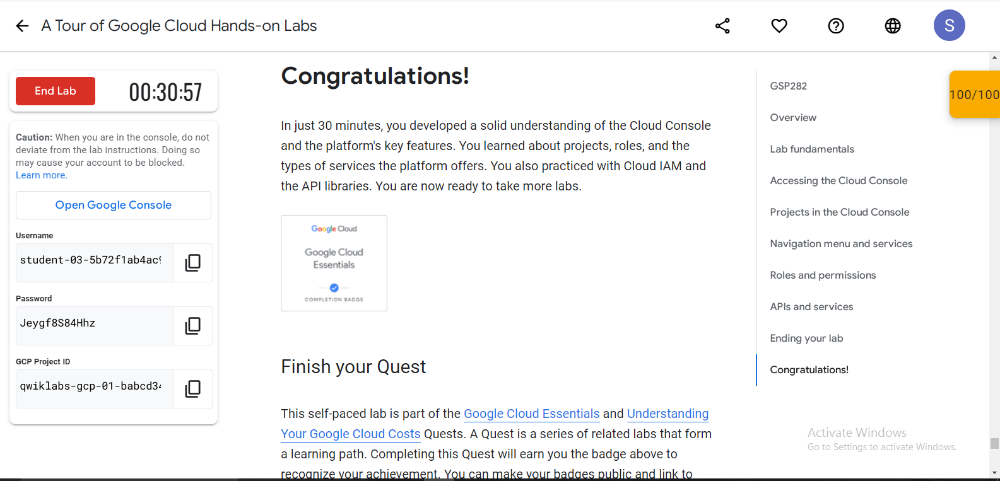 A Tour of Google Cloud Hands-on Labs
S
End Lab
00:30:57
Caution: When you are in the console, do not
deviate from the lab instructions. Doing so
may cause your account to be blocked.
Learn more.
Open Google Console
Username
student-03-5b72f1ab4ac
Password
Jeygf8S84Hhz
GCP Project ID
qwiklabs-gcp-01-babcd3
Congratulations!
In just 30 minutes, you developed a solid understanding of the Cloud Console
and the platform's key features. You learned about projects, roles, and the
types of services the platform offers. You also practiced with Cloud IAM and
the API libraries. You are now ready to take more labs.
Google Cloud
Google Cloud
Essentials
COMPLETION BADGE
Finish your Quest
This self-paced lab is part of the Google Cloud Essentials and Understanding
Your Google Cloud Costs Quests. A Quest is a series of related labs that form
a learning path. Completing this Quest will earn you the badge above to
recognize your achievement. You can make your badges public and link to
GSP282
Overview
Lab fundamentals
Accessing the Cloud Console
Projects in the Cloud Console
Navigation menu and services
Roles and permissions
APIs and services
Ending your lab
Congratulations!
100/100
Activate Windows
Go to Settings to activate Windows.